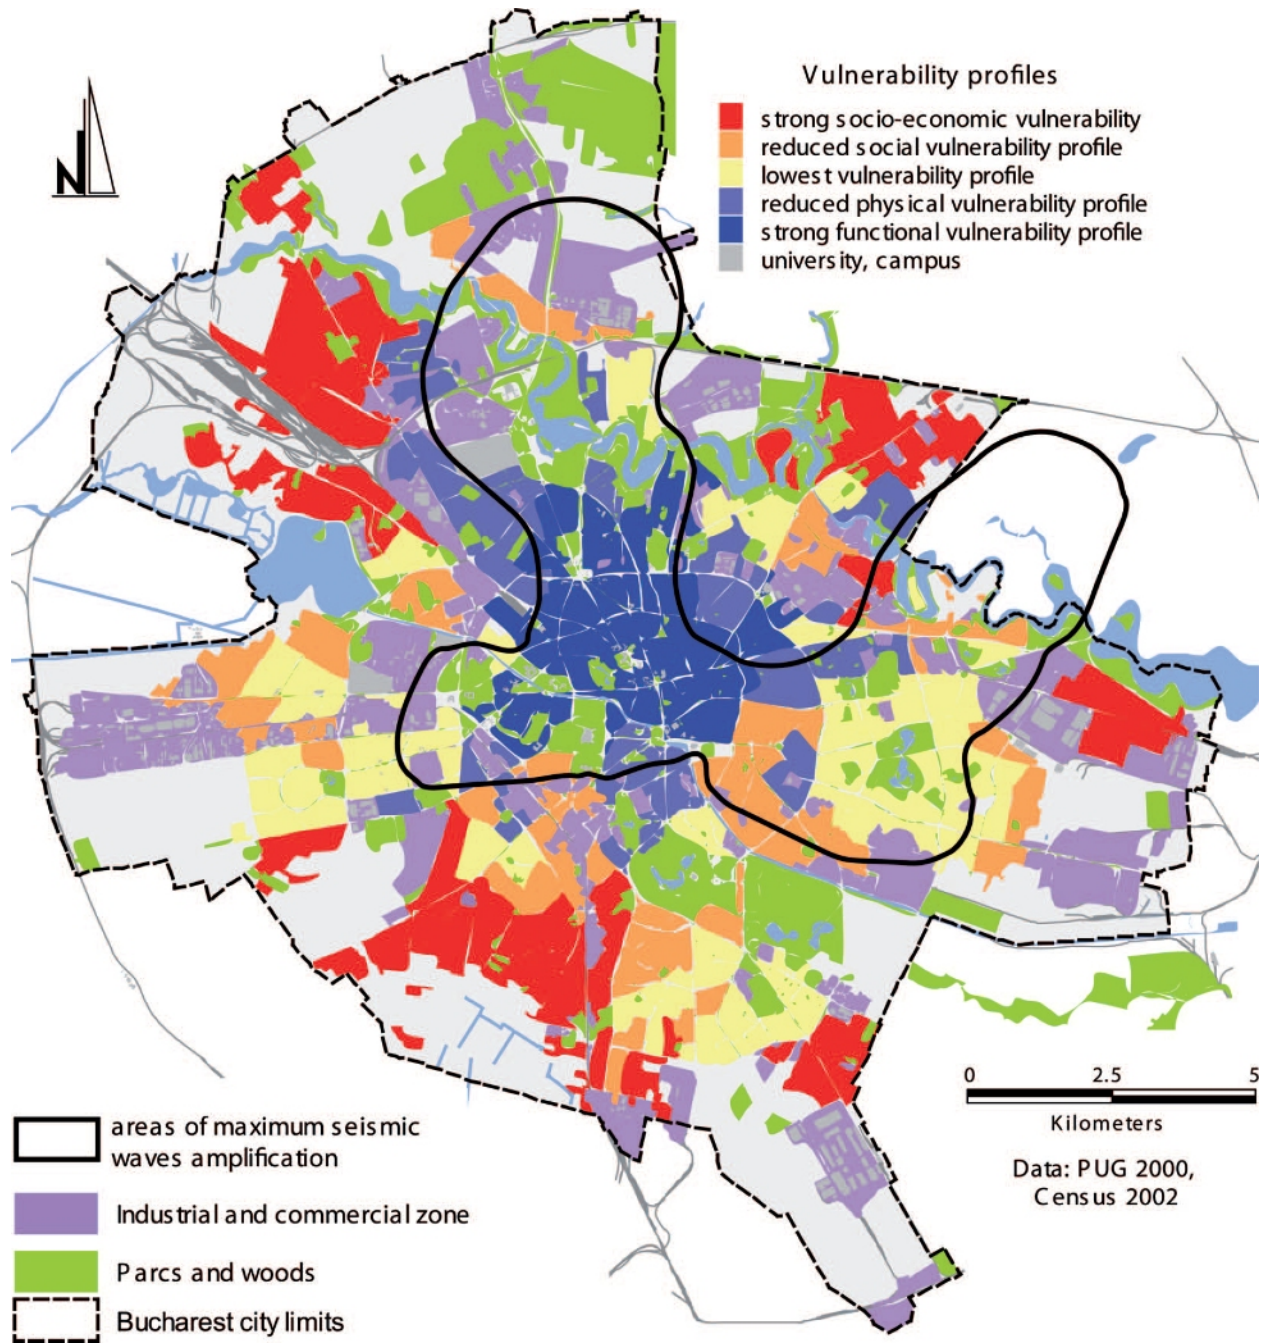 Vulnerability profiles
strong socio-economic vulnerability
reduced social vulnerability profile
lowest vulnerability profile
reduced physical vulnerability profile
strong functional vulnerability profile
university, campus
N
0 2.5 5
Kilometers
Data: PUG 2000,
Census 2002
areas of maximum seismic
waves amplification
Industrial and commercial zone
Parcs and woods
Bucharest city limits